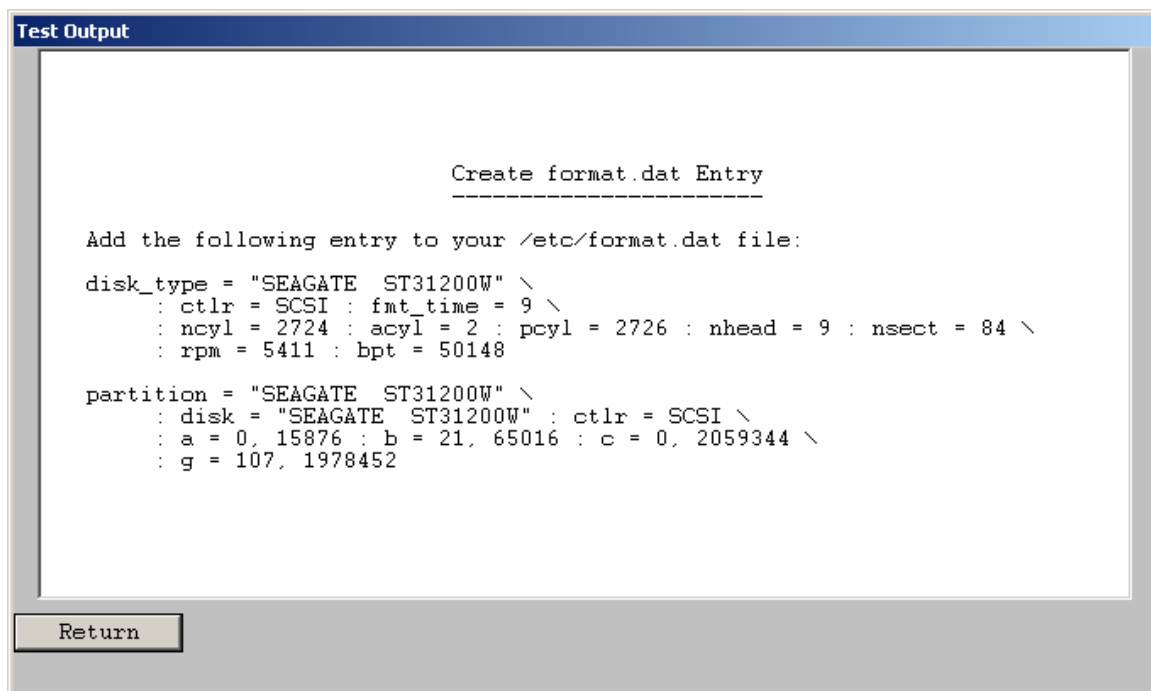 Test Output
Create format.dat Entry
-----------------------
Add the following entry to your /etc/format.dat file:
disk_type = "SEAGATE  ST31200W" \
: ctlr = SCSI : fmt_time = 9 \
: ncyl = 2724 : acyl = 2 : pcyl = 2726 : nhead = 9 : nsect = 84 \
: rpm = 5411 : bpt = 50148
partition = "SEAGATE  ST31200W" \
: disk = "SEAGATE  ST31200W" : ctlr = SCSI \
: a = 0, 15876 : b = 21, 65016 : c = 0, 2059344 \
: g = 107, 1978452
Return